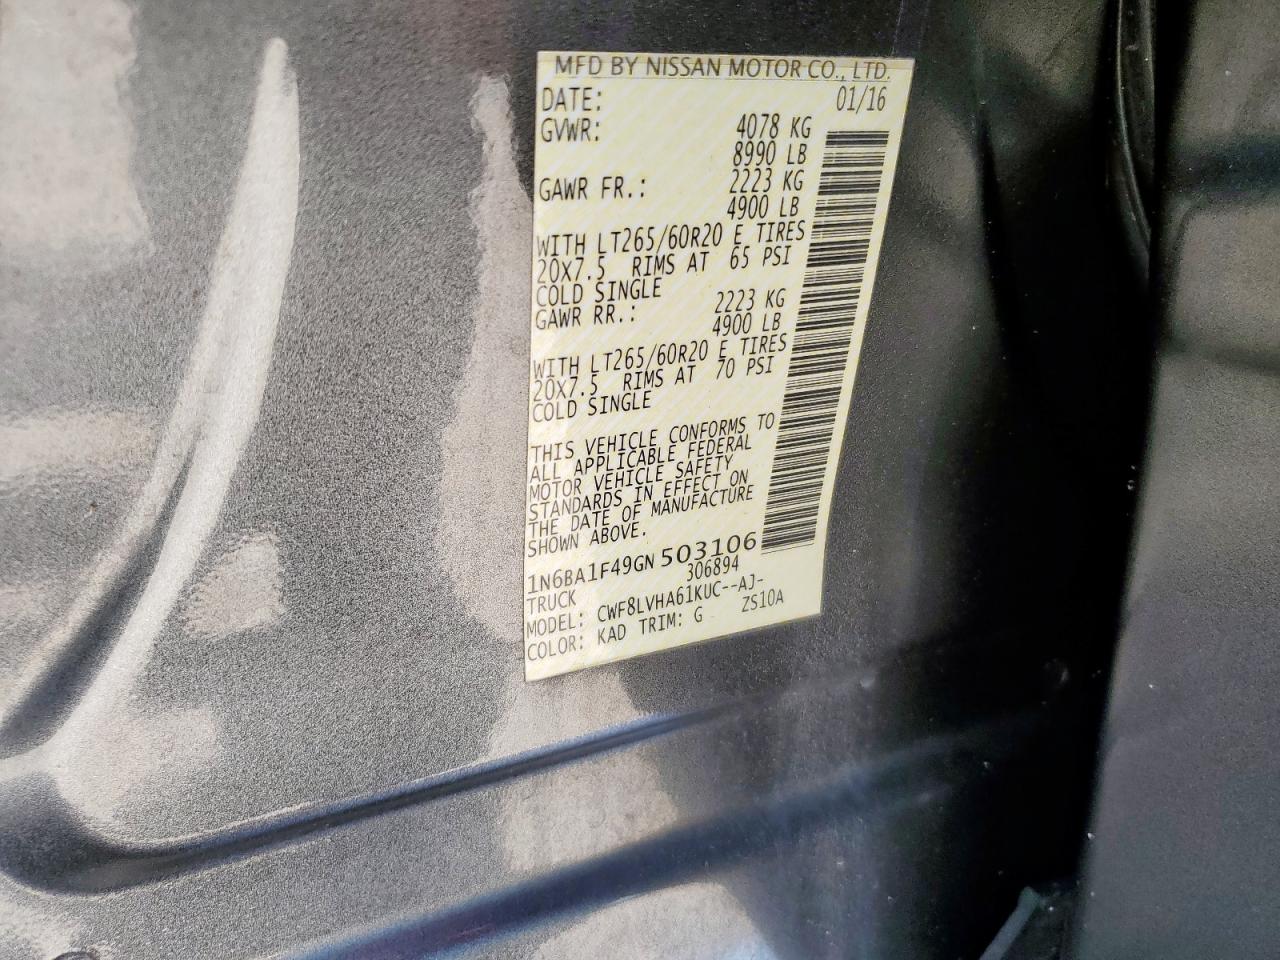 MFD BY NISSAN MOTOR CO., LTD.
DATE: 01/16
GVWR: 4078 KG
8990 LB
GAWR FR.: 2223 KG
4900 LB
WITH LT265/60R20 E TIRES
20X7.5 RIMS AT 65 PSI
COLD SINGLE
GAWR RR.: 2223 KG
4900 LB
WITH LT265/60R20 E TIRES
20X7.5 RIMS AT 70 PSI
COLD SINGLE
THIS VEHICLE CONFORMS TO
ALL APPLICABLE FEDERAL
MOTOR VEHICLE SAFETY
STANDARDS IN EFFECT ON
THE DATE OF MANUFACTURE
SHOWN ABOVE.
1N6BA1F49GN 503106
TRUCK 306894
MODEL: CWF8LVHA61KUC--AJ-
COLOR: KAD TRIM: G ZS10A